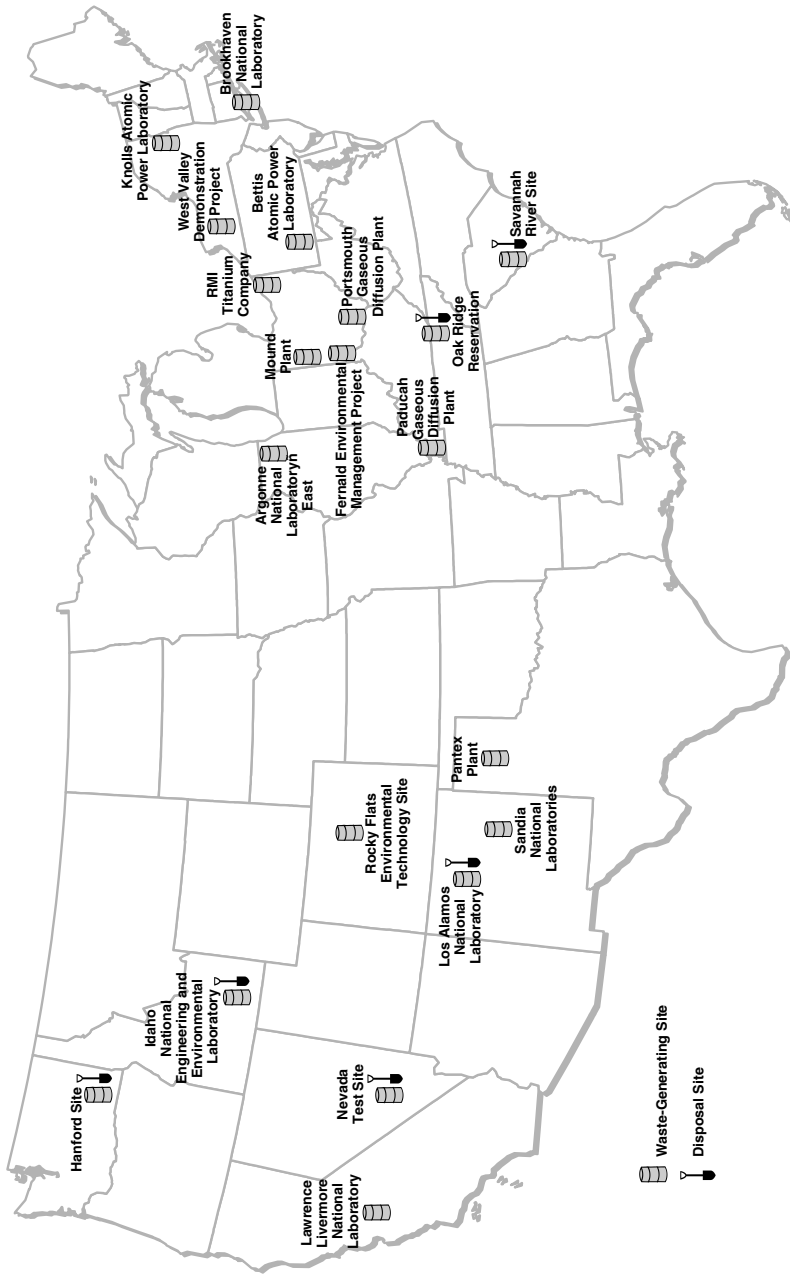 Hanford Site
Idaho
National
Engineering and
Environmental
Laboratory
Lawrence
Livermore
National
Laboratory
Nevada
Test Site
Rocky Flats
Environmental
Technology Site
Los Alamos
National
Laboratory
Sandia
National
Laboratories
Pantex
Plant
Argonne
National
Laboratoryn
East
Mound
Plant
Fernald Environmental
Management Project
Paducah
Gaseous
Diffusion
Plant
RMI
Titanium
Company
Portsmouth
Gaseous
Diffusion Plant
Oak Ridge
Reservation
Savannah
River Site
Knolls Atomic
Power Laboratory
West Valley
Demonstration
Project
Bettis
Atomic Power
Laboratory
Brookhaven
National
Laboratory
Waste-Generating Site
Disposal Site